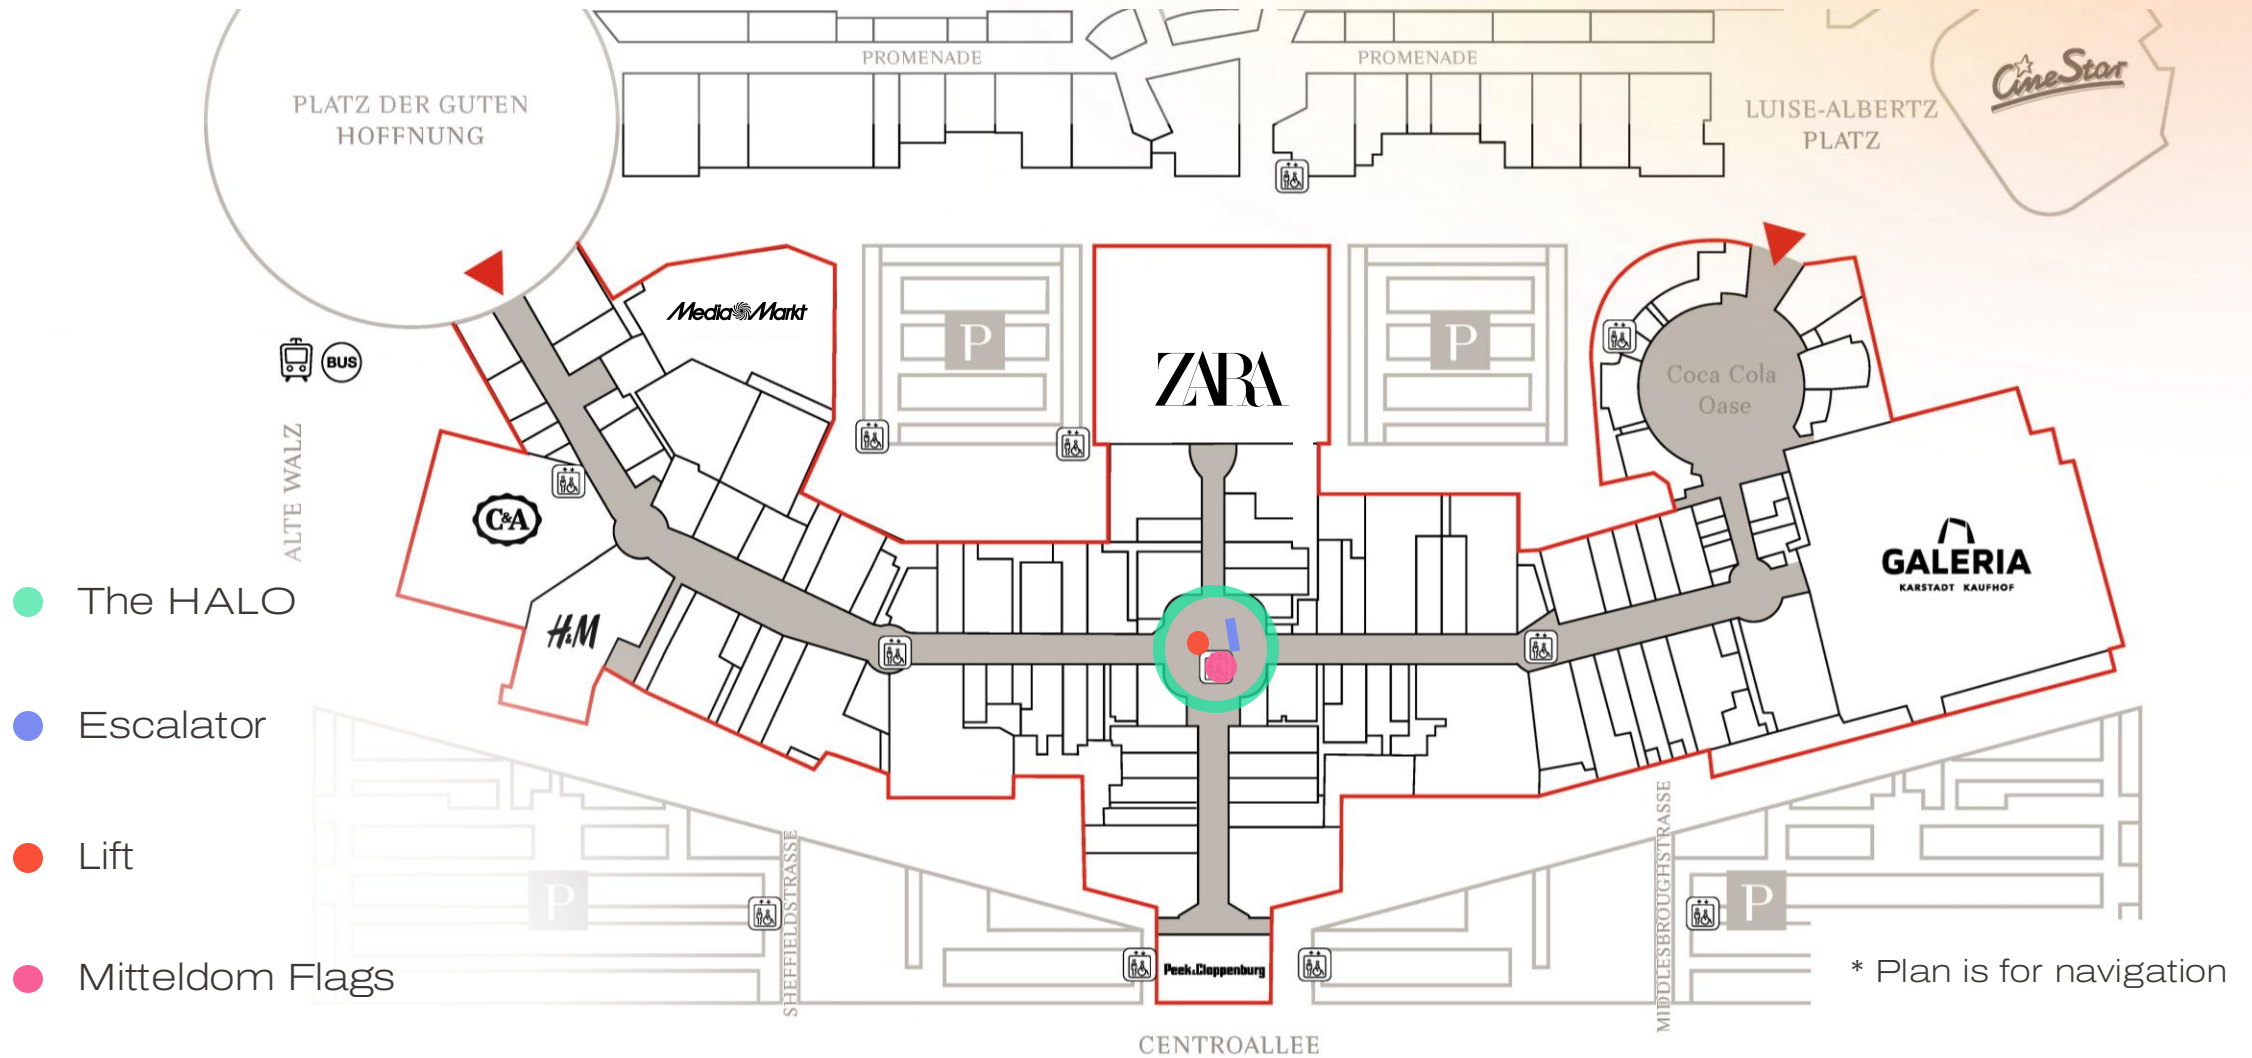 PROMENADE
PROMENADE
CineStar
PLATZ DER GUTEN
HOFFNUNG
LUISE-ALBERTZ
PLATZ
MediaMarkt
P
P
ZARA
BUS
Coca Cola
Oase
ALTE WALZ
C&A
GALERIA
KARSTADT KAUFHOF
H&M
The HALO
Escalator
Lift
Mitteldom Flags
P
P
SHEFFIELDSTRASSE
MIDDLESBROUGHSTRASSE
Peek&Cloppenburg
* Plan is for navigation
CENTROALLEE